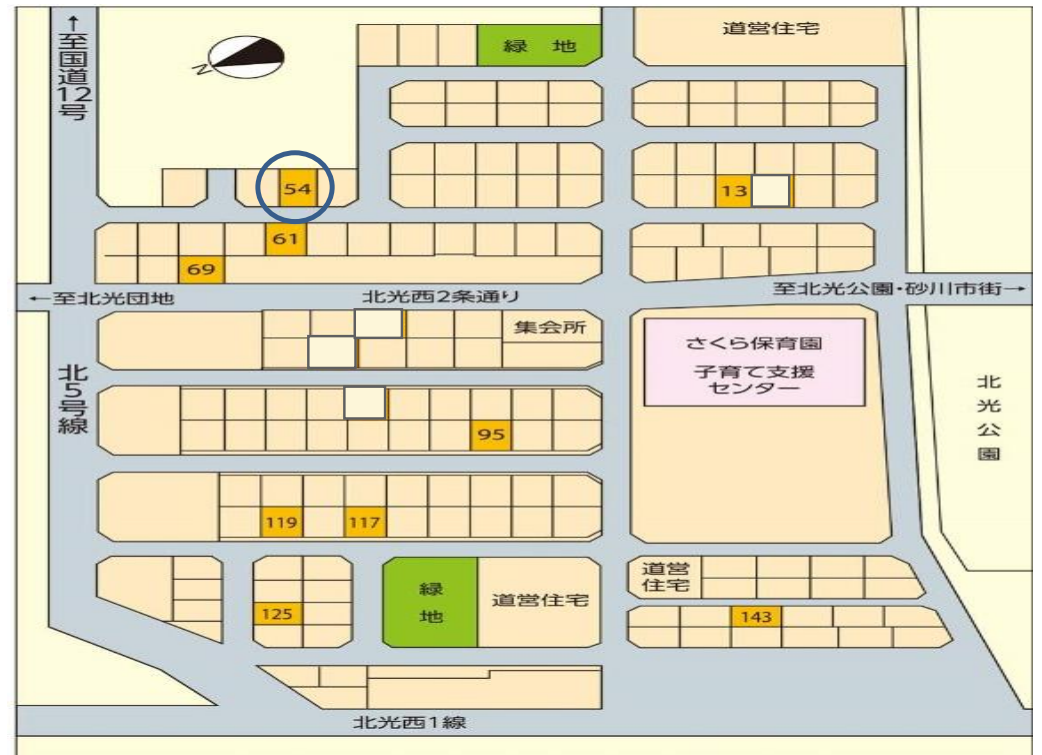 ↑至国道12号
緑 地
道営住宅
Z
54
13
61
69
←至北光団地
北光西2条通り
至北光公園・砂川市街→
集会所
さくら保育園
子育て支援
センター
北5号線
北光公園
95
119
117
緑
地
道営住宅
道営
住宅
125
143
北光西1線